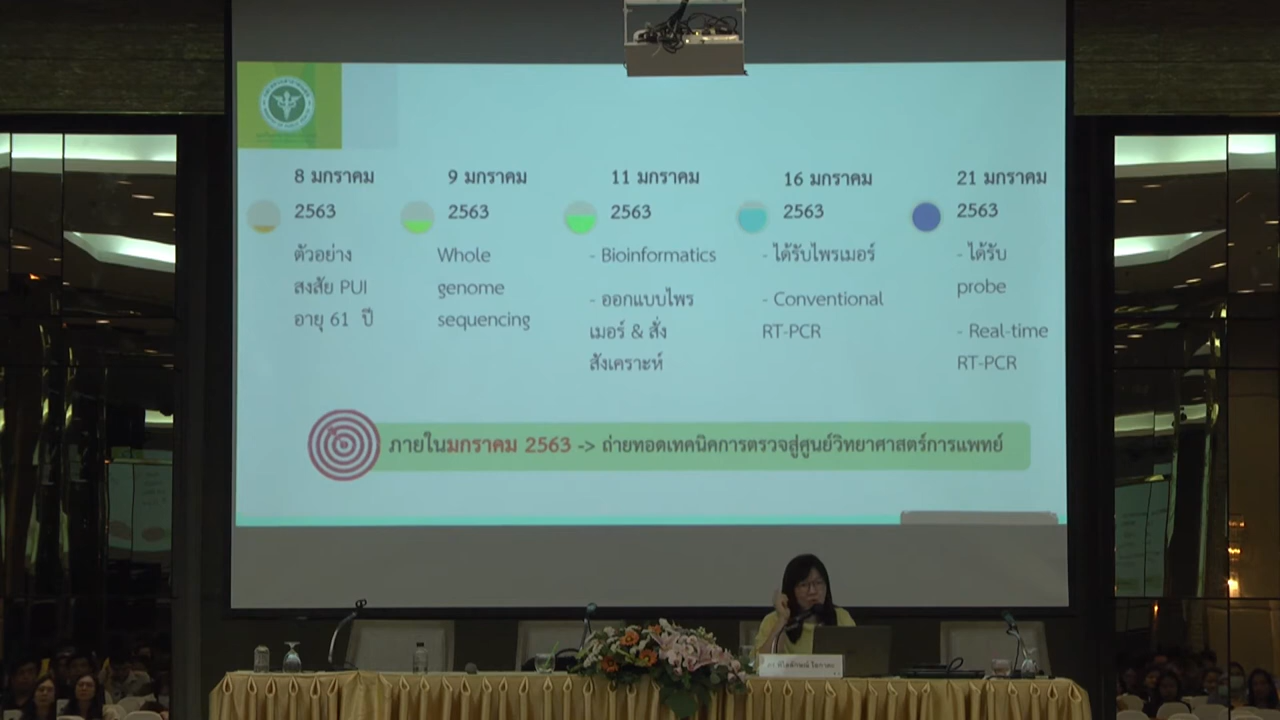 8 มกราคม
2563
ตัวอย่าง
สงสัย PUI
อายุ 61 ปี
9 มกราคม
2563
Whole
genome
sequencing
11 มกราคม
2563
- Bioinformatics
- ออกแบบไพร
เมอร์ & สั่ง
สังเคราะห์
16 มกราคม
2563
- ได้รับไพรเมอร์
- Conventional
RT-PCR
21 มกราคม
2563
- ได้รับ
probe
- Real-time
RT-PCR
ภายในมกราคม 2563 -> ถ่ายทอดเทคนิคการตรวจสู่ศูนย์วิทยาศาสตร์การแพทย์